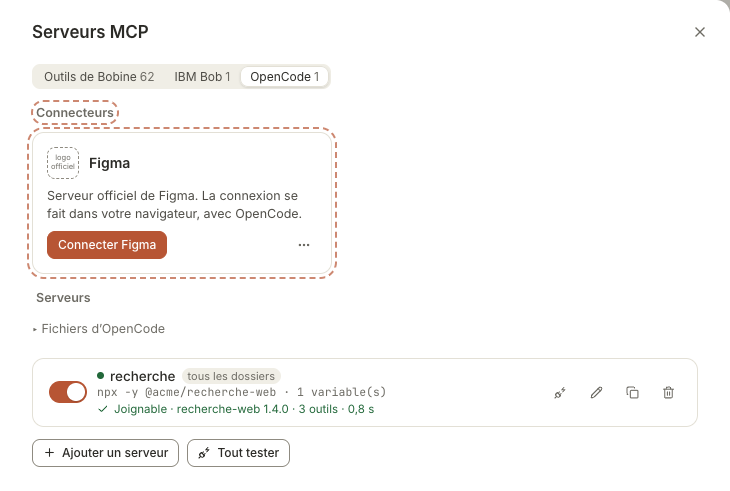 Serveurs MCP
Outils de Bobine 62
IBM Bob 1
OpenCode 1
Connecteurs
logo
officiel
Figma
Serveur officiel de Figma. La connexion se
fait dans votre navigateur, avec OpenCode.
Connecter Figma
Serveurs
Fichiers d’OpenCode
recherche
tous les dossiers
npx -y @acme/recherche-web · 1 variable(s)
Joignable · recherche-web 1.4.0 · 3 outils · 0,8 s
Ajouter un serveur
Tout tester